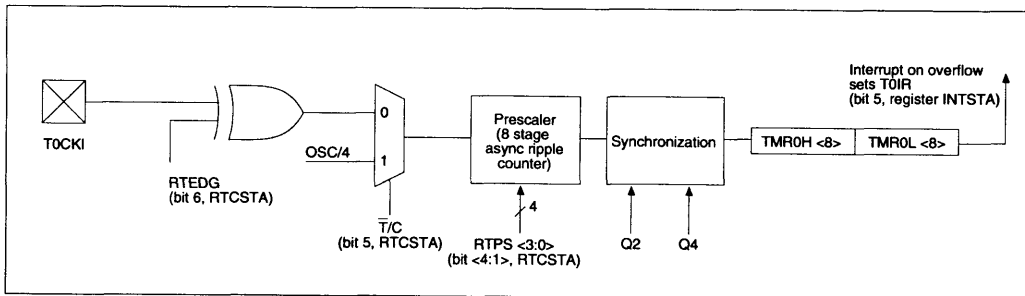 T0CKI
RTEDG
(bit 6, RTCSTA)
OSC/4
0
1
T/C
(bit 5, RTCSTA)
Prescaler
(8 stage
async ripple
counter)
4
RTPS <3:0>
(bit <4:1>, RTCSTA)
Synchronization
Q2
Q4
TMR0H <8>
TMR0L <8>
Interrupt on overflow
sets T0IR
(bit 5, register INTSTA)